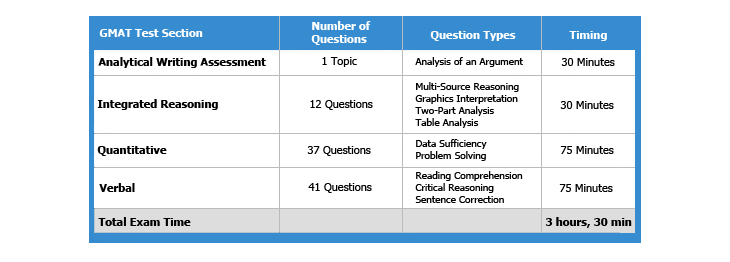 GMAT Test Section Number of Questions Question Types Timing
Analytical Writing Assessment 1 Topic Analysis of an Argument 30 Minutes
Integrated Reasoning 12 Questions Multi-Source Reasoning
Graphics Interpretation
Two-Part Analysis
Table Analysis 30 Minutes
Quantitative 37 Questions Data Sufficiency
Problem Solving 75 Minutes
Verbal 41 Questions Reading Comprehension
Critical Reasoning
Sentence Correction 75 Minutes
Total Exam Time 3 hours, 30 min